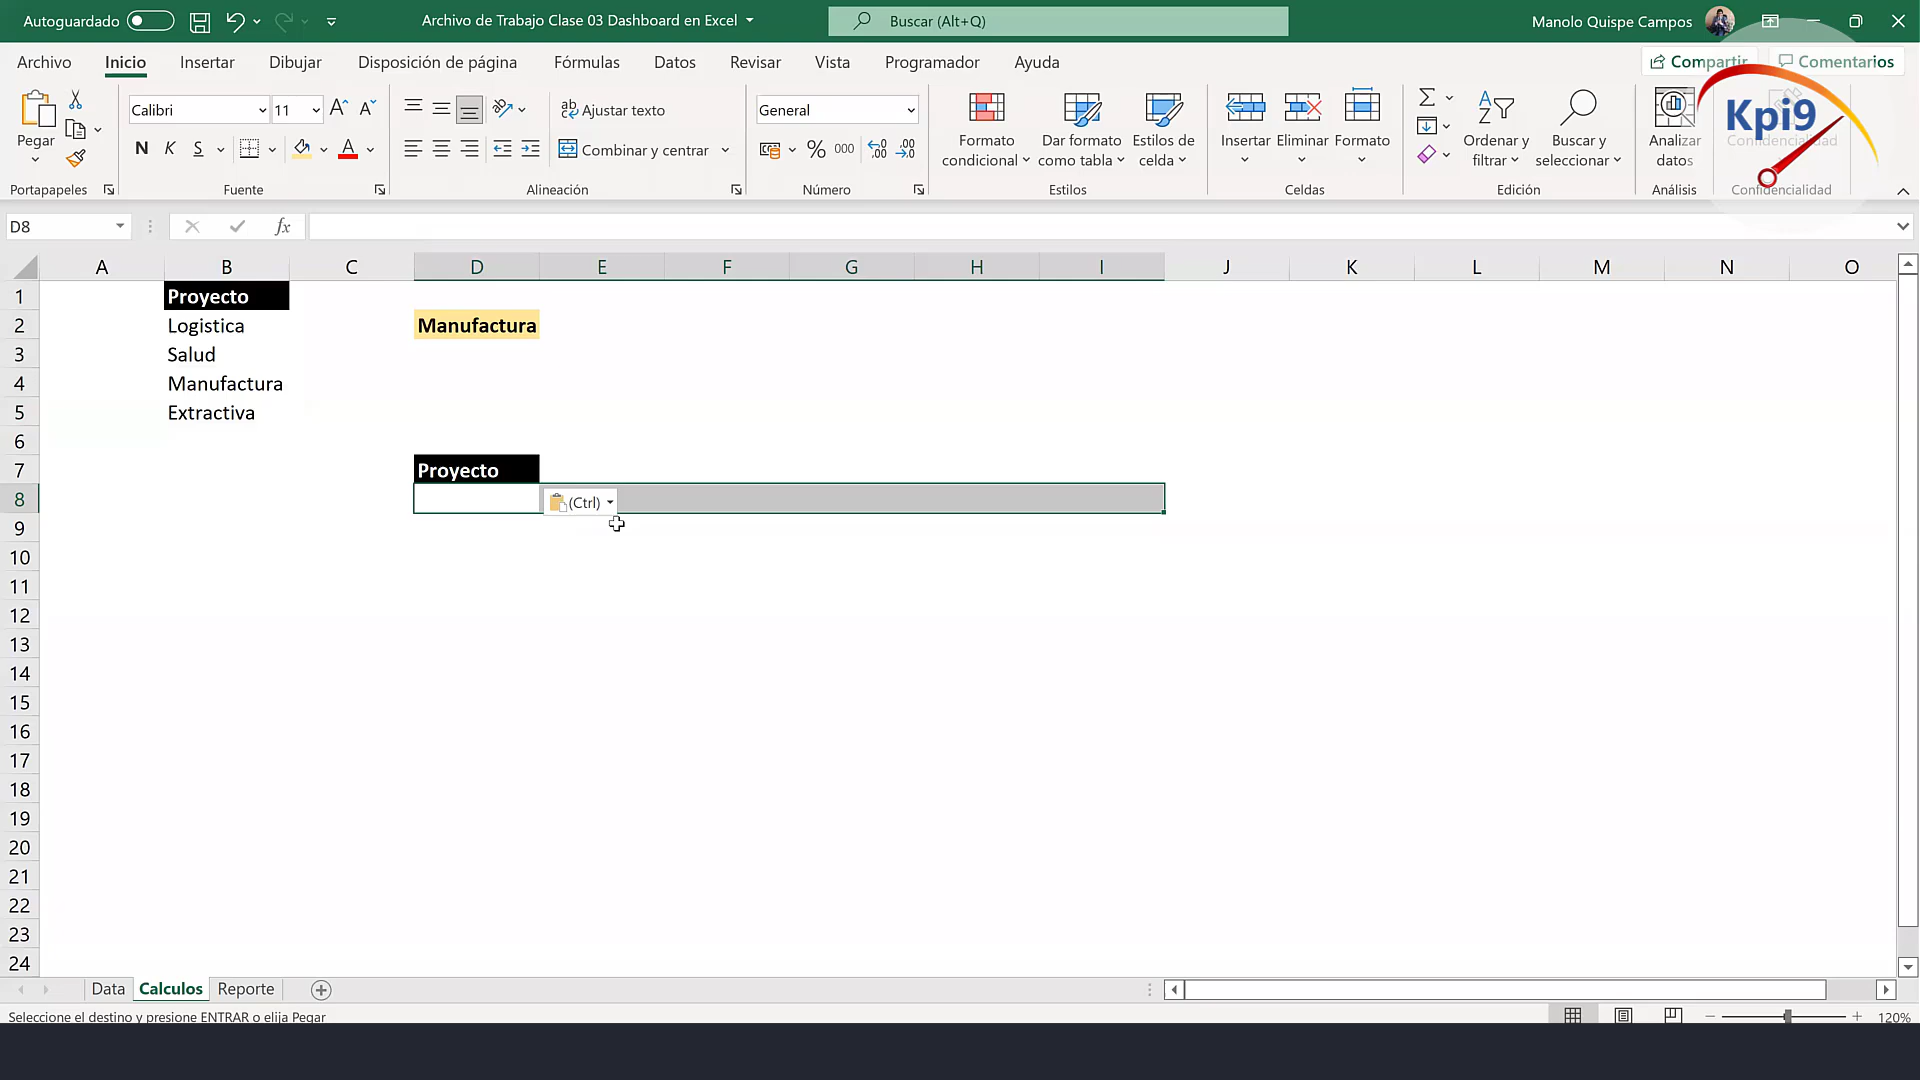 Autoguardado
Archivo de Trabajo Clase 03 Dashboard en Excel
Buscar (Alt+Q)
Manolo Quispe Campos
Archivo Inicio Insertar Dibujar Disposición de página Fórmulas Datos Revisar Vista Programador Ayuda
Compartir Comentarios
Pegar
Calibri 11
N K S
Ajustar texto
Combinar y centrar
General
% 000
Formato condicional
Dar formato como tabla
Estilos de celda
Insertar Eliminar Formato
Ordenar y filtrar
Buscar y seleccionar
Analizar datos
Confidencialidad
Kpi9
Portapapeles Fuente Alineación Número Estilos Celdas Edición Análisis Confidencialidad
D8
fx
A B C D E F G H I J K L M N O
1 Proyecto
2 Logistica Manufactura
3 Salud
4 Manufactura
5 Extractiva
6
7 Proyecto
8 (Ctrl)
9
10
11
12
13
14
15
16
17
18
19
20
21
22
23
24
Data Calculos Reporte
Seleccione el destino y presione ENTRAR o elija Pegar
120%